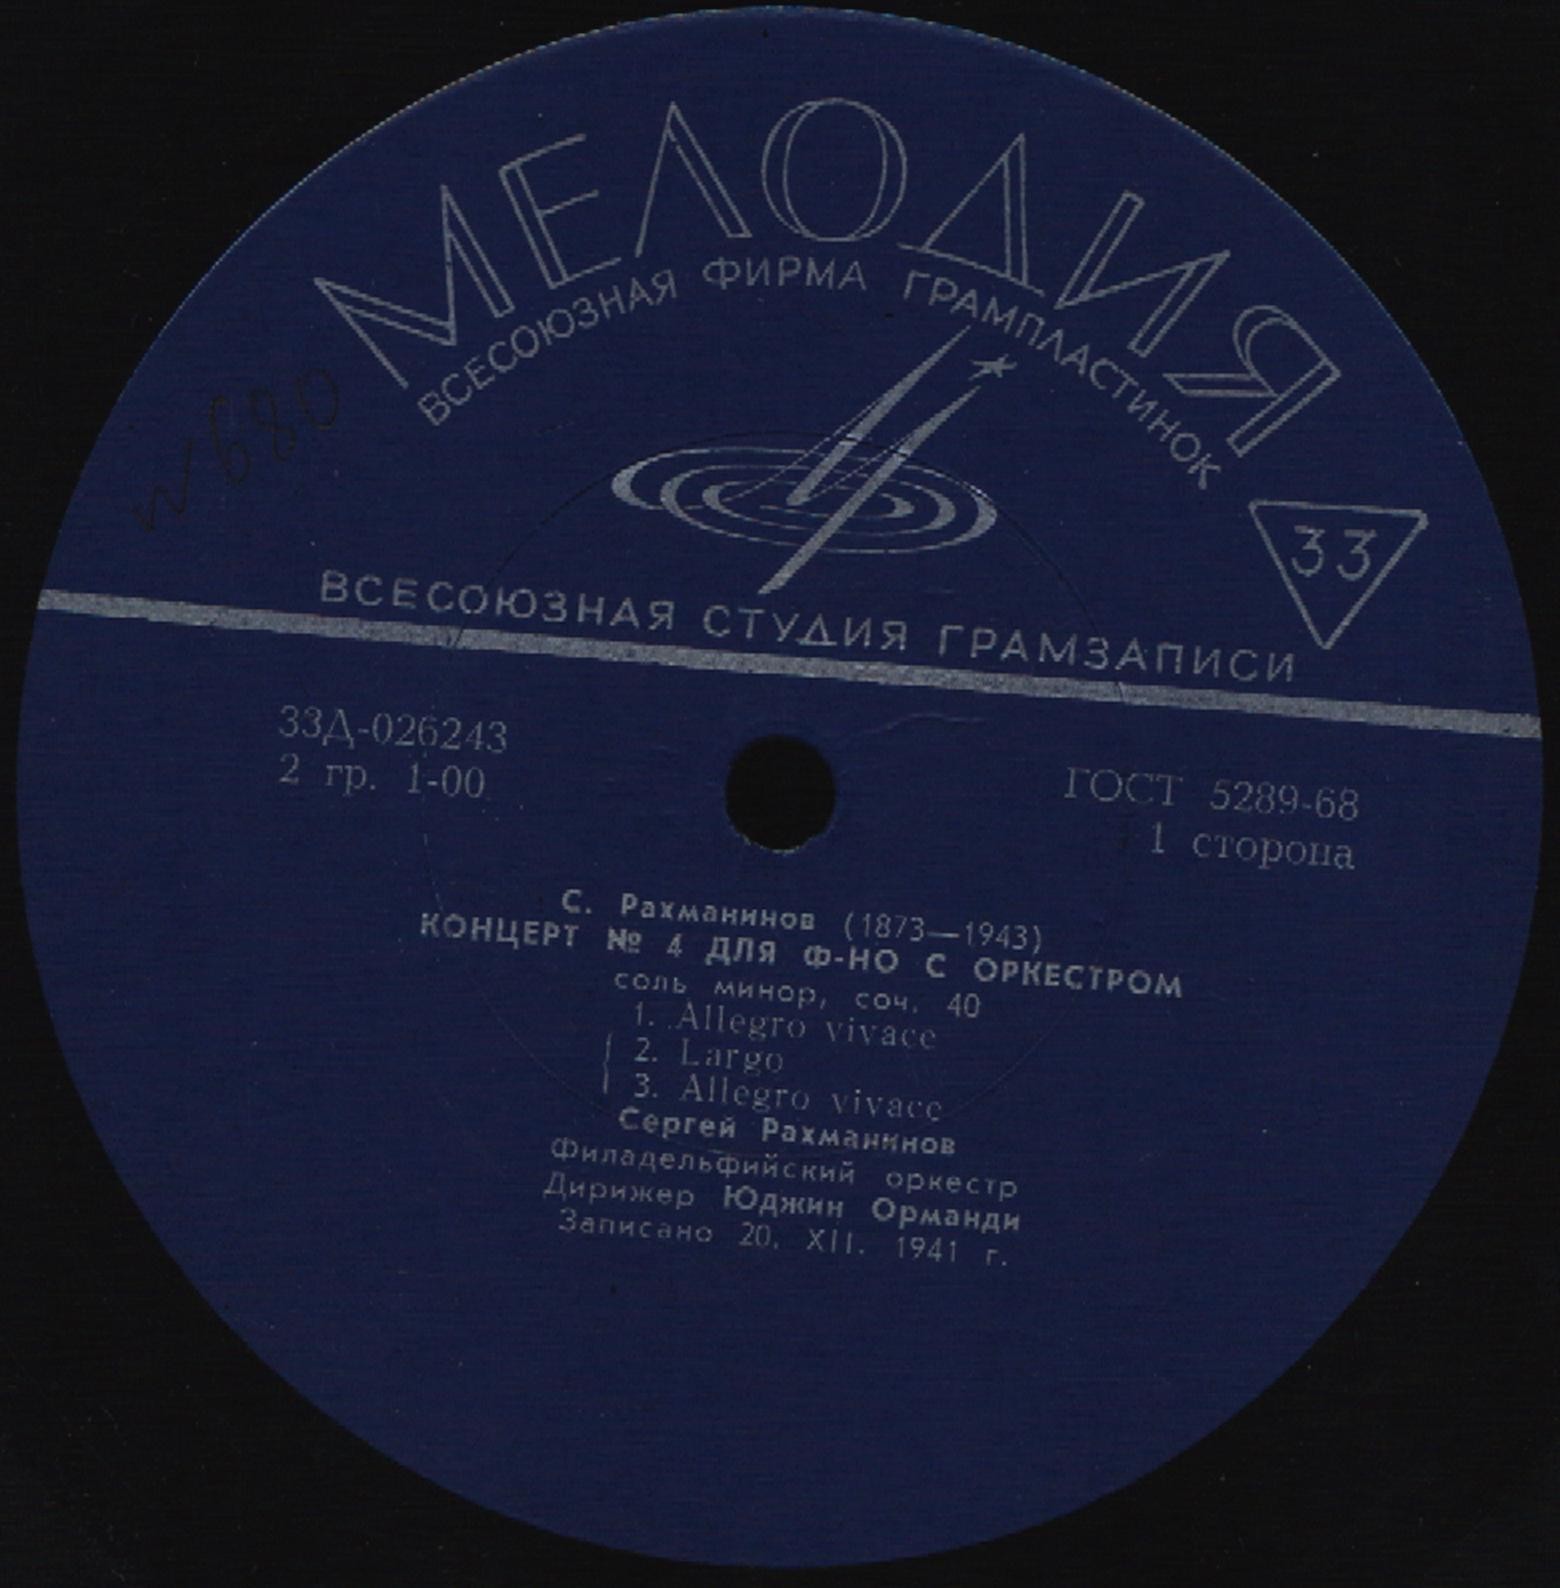 № 680
МЕЛОДИЯ
ВСЕСОЮЗНАЯ ФИРМА ГРАМПЛАСТИНОК
33
ВСЕСОЮЗНАЯ СТУДИЯ ГРАМЗАПИСИ
33Д-026243
2 гр. 1-00
ГОСТ 5289-68
1 сторона
С. Рахманинов (1873—1943)
КОНЦЕРТ № 4 ДЛЯ Ф-НО С ОРКЕСТРОМ
соль минор, соч. 40
1. Allegro vivace
2. Largo
3. Allegro vivace
Сергей Рахманинов
Филадельфийский оркестр
Дирижер Юджин Орманди
Записано 20. XII. 1941 г.